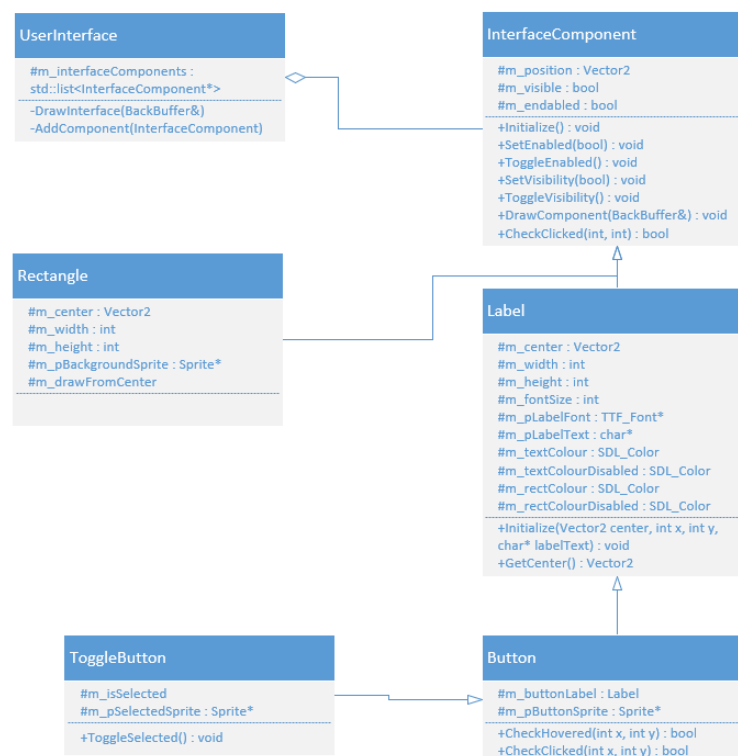 UserInterface
#m_interfaceComponents :
std::list<InterfaceComponent*>
-DrawInterface(BackBuffer&)
-AddComponent(InterfaceComponent)
InterfaceComponent
#m_position : Vector2
#m_visible : bool
#m_endabled : bool
+Initialize() : void
+SetEnabled(bool) : void
+ToggleEnabled() : void
+SetVisibility(bool) : void
+ToggleVisibility() : void
+DrawComponent(BackBuffer&) : void
+CheckClicked(int, int) : bool
Rectangle
#m_center : Vector2
#m_width : int
#m_height : int
#m_pBackgroundSprite : Sprite*
#m_drawFromCenter
Label
#m_center : Vector2
#m_width : int
#m_height : int
#m_fontSize : int
#m_pLabelFont : TTF_Font*
#m_pLabelText : char*
#m_textColour : SDL_Color
#m_textColourDisabled : SDL_Color
#m_rectColour : SDL_Color
#m_rectColourDisabled : SDL_Color
+Initialize(Vector2 center, int x, int y,
char* labelText) : void
+GetCenter() : Vector2
ToggleButton
#m_isSelected
#m_pSelectedSprite : Sprite*
+ToggleSelected() : void
Button
#m_buttonLabel : Label
#m_pButtonSprite : Sprite*
+CheckHovered(int x, int y) : bool
+CheckClicked(int x, int y) : bool